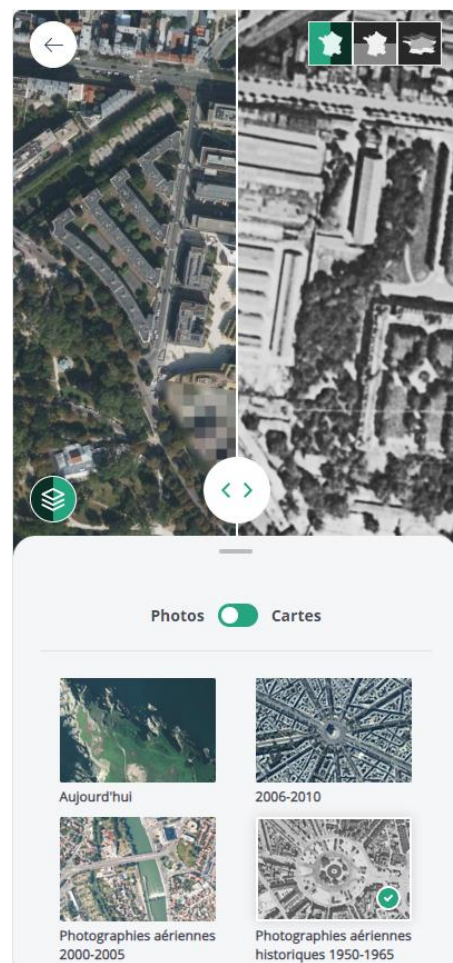 Photos
Cartes
Aujourd'hui
2006-2010
Photographies aériennes
2000-2005
Photographies aériennes
historiques 1950-1965